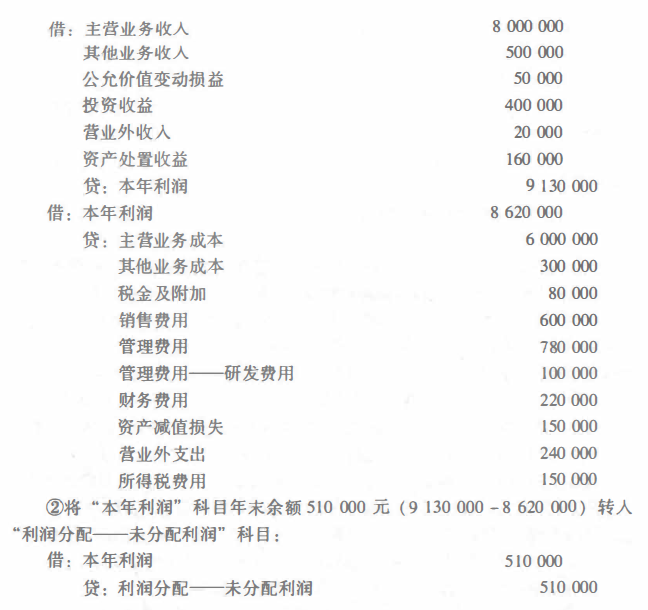 借：主营业务收入 8 000 000
其他业务收入 500 000
公允价值变动损益 50 000
投资收益 400 000
营业外收入 20 000
资产处置收益 160 000
贷：本年利润 9 130 000
借：本年利润 8 620 000
贷：主营业务成本 6 000 000
其他业务成本 300 000
税金及附加 80 000
销售费用 600 000
管理费用 780 000
管理费用——研发费用 100 000
财务费用 220 000
资产减值损失 150 000
营业外支出 240 000
所得税费用 150 000
②将“本年利润”科目年末余额 510 000 元（9 130 000 - 8 620 000）转入
“利润分配——未分配利润”科目：
借：本年利润 510 000
贷：利润分配——未分配利润 510 000